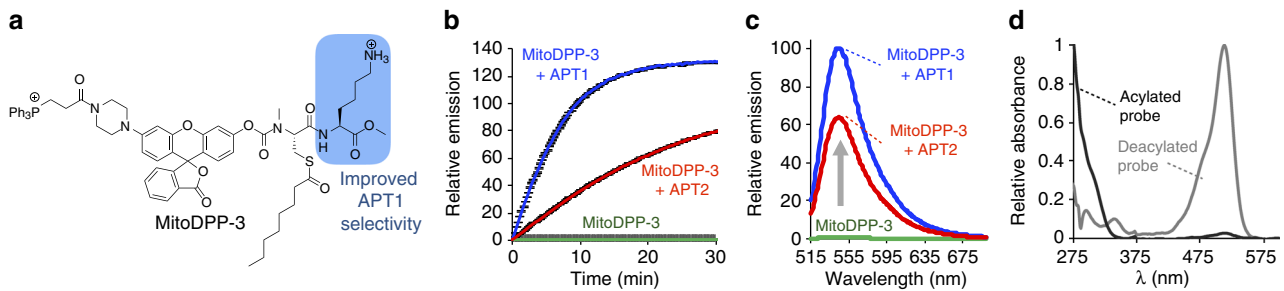 a
NH3
⊕
O
⊕
Ph3P
N
N
O
O
O
O
N
O
N
H
O
O
S
O
O
O
MitoDPP-3
Improved
APT1
selectivity
b
Relative emission
140
120
100
80
60
40
20
0
MitoDPP-3
+ APT1
MitoDPP-3
+ APT2
MitoDPP-3
0
10
20
30
Time (min)
c
Relative emission
100
80
60
40
20
0
MitoDPP-3
+ APT1
MitoDPP-3
+ APT2
MitoDPP-3
515
555
595
635
675
Wavelength (nm)
d
Relative absorbance
1
0.8
0.6
0.4
0.2
0
Acylated
probe
Deacylated
probe
275
375
475
575
λ (nm)